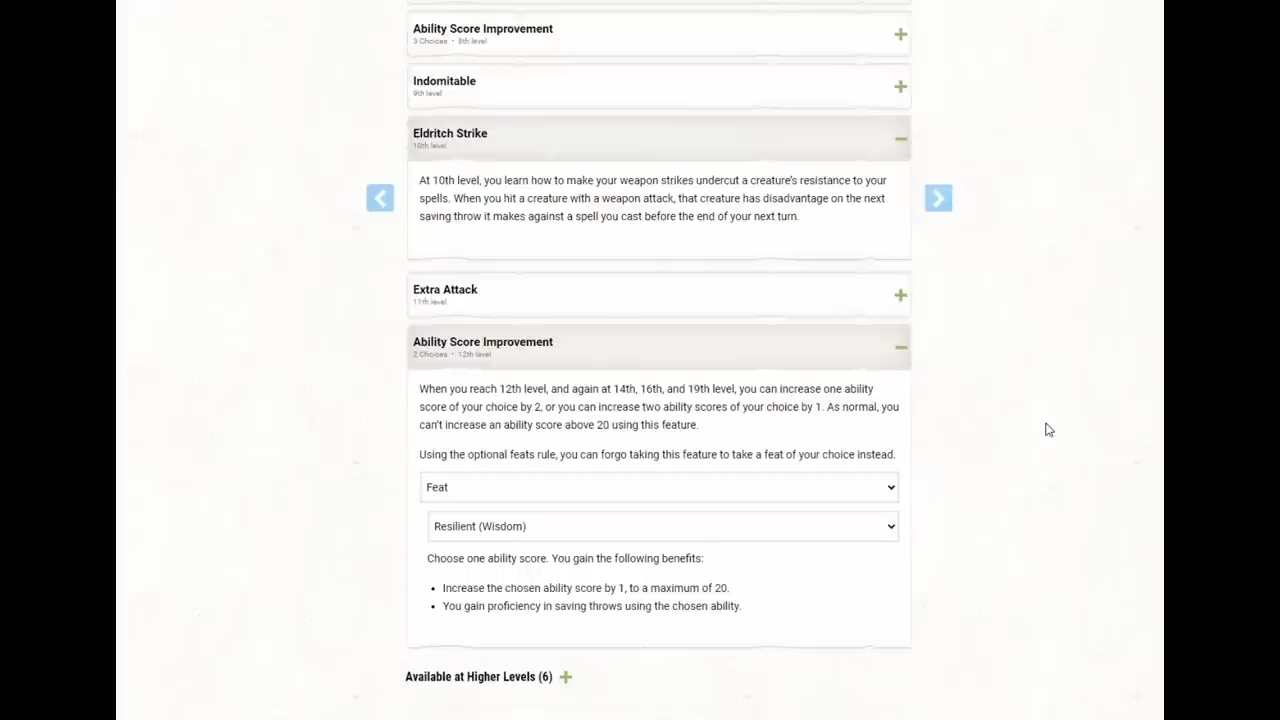 Ability Score Improvement
3 Choices • 8th level
Indomitable
9th level
Eldritch Strike
10th level
At 10th level, you learn how to make your weapon strikes undercut a creature's resistance to your
spells. When you hit a creature with a weapon attack, that creature has disadvantage on the next
saving throw it makes against a spell you cast before the end of your next turn.
Extra Attack
11th level
Ability Score Improvement
2 Choices • 12th level
When you reach 12th level, and again at 14th, 16th, and 19th level, you can increase one ability
score of your choice by 2, or you can increase two ability scores of your choice by 1. As normal, you
can't increase an ability score above 20 using this feature.
Using the optional feats rule, you can forgo taking this feature to take a feat of your choice instead.
Feat
Resilient (Wisdom)
Choose one ability score. You gain the following benefits:
• Increase the chosen ability score by 1, to a maximum of 20.
• You gain proficiency in saving throws using the chosen ability.
Available at Higher Levels (6)